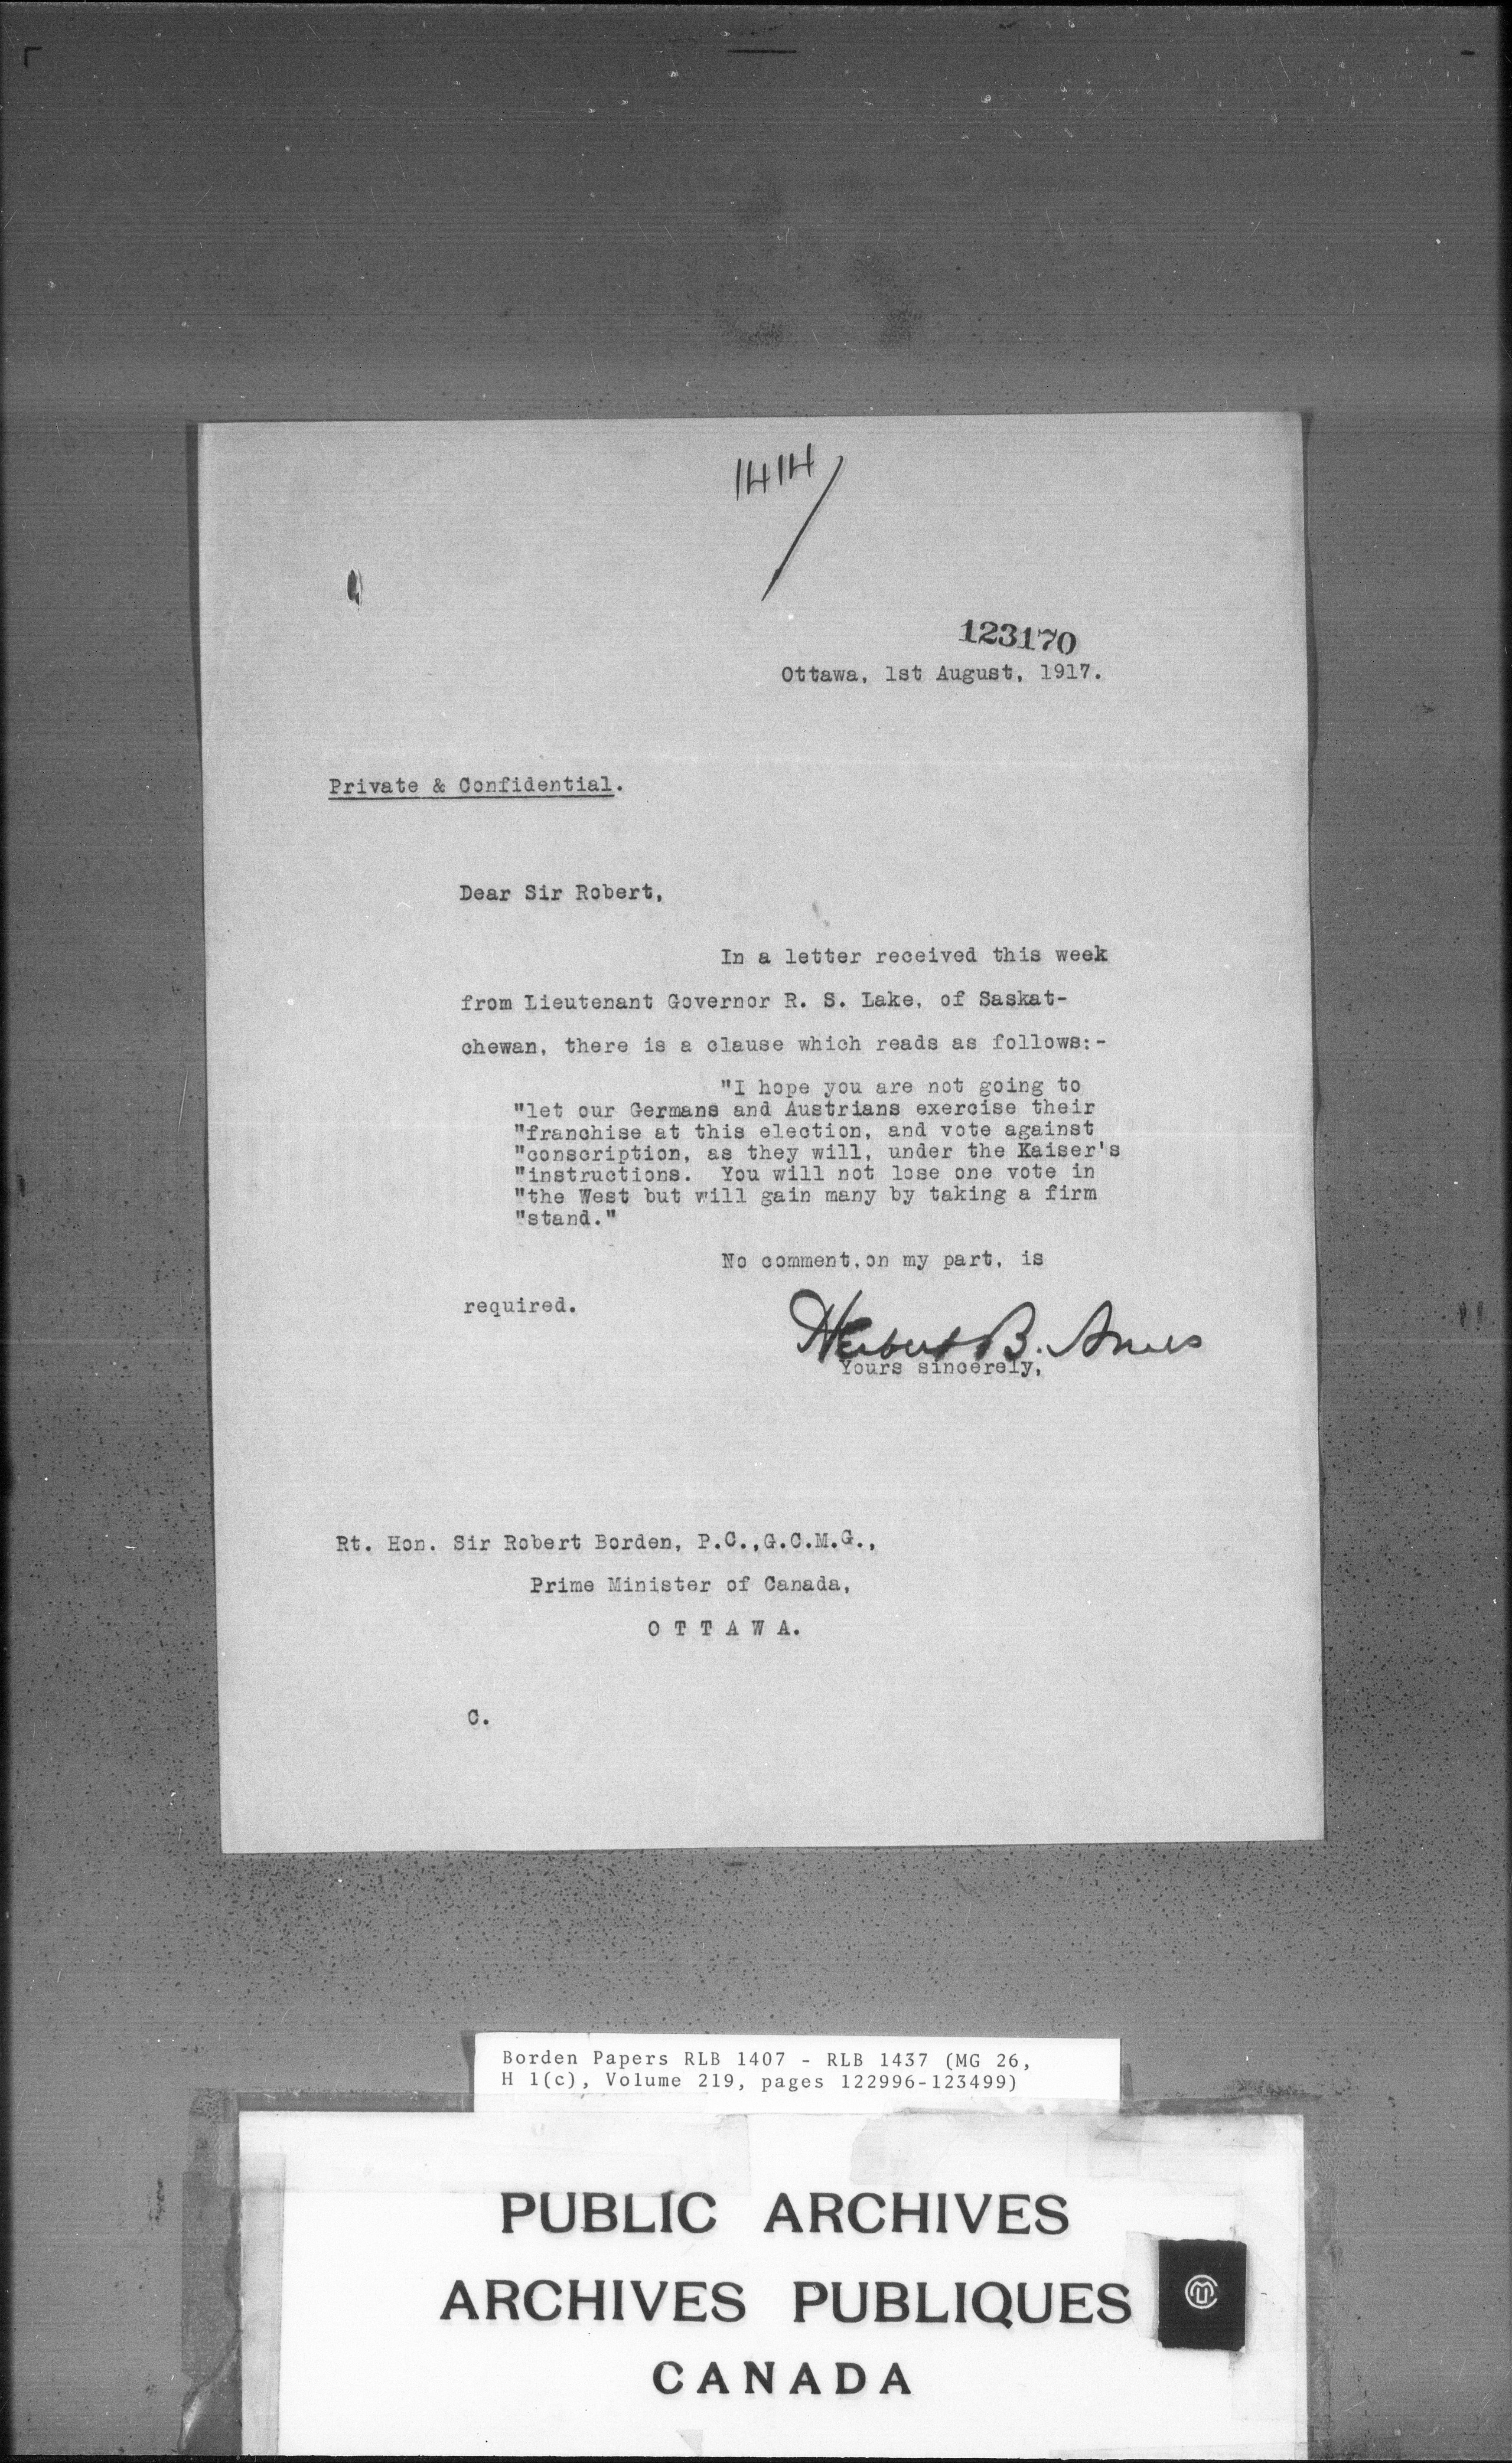 1414
123170
Ottawa, 1st August, 1917.
Private & Confidential.
Dear Sir Robert,
In a letter received this week
from Lieutenant Governor R. S. Lake, of Saskat-
chewan, there is a clause which reads as follows:-
"I hope you are not going to
"let our Germans and Austrians exercise their
"franchise at this election, and vote against
"conscription, as they will, under the Kaiser's
"instructions. You will not lose one vote in
"the West but will gain many by taking a firm
"stand."
No comment, on my part, is
required.
Herbert B. Ames
Yours sincerely,
Rt. Hon. Sir Robert Borden, P.C.,G.C.M.G.,
Prime Minister of Canada,
O T T A W A.
C.
Borden Papers RLB 1407 - RLB 1437 (MG 26,
H 1(c), Volume 219, pages 122996-123499)
PUBLIC ARCHIVES
ARCHIVES PUBLIQUES
CANADA